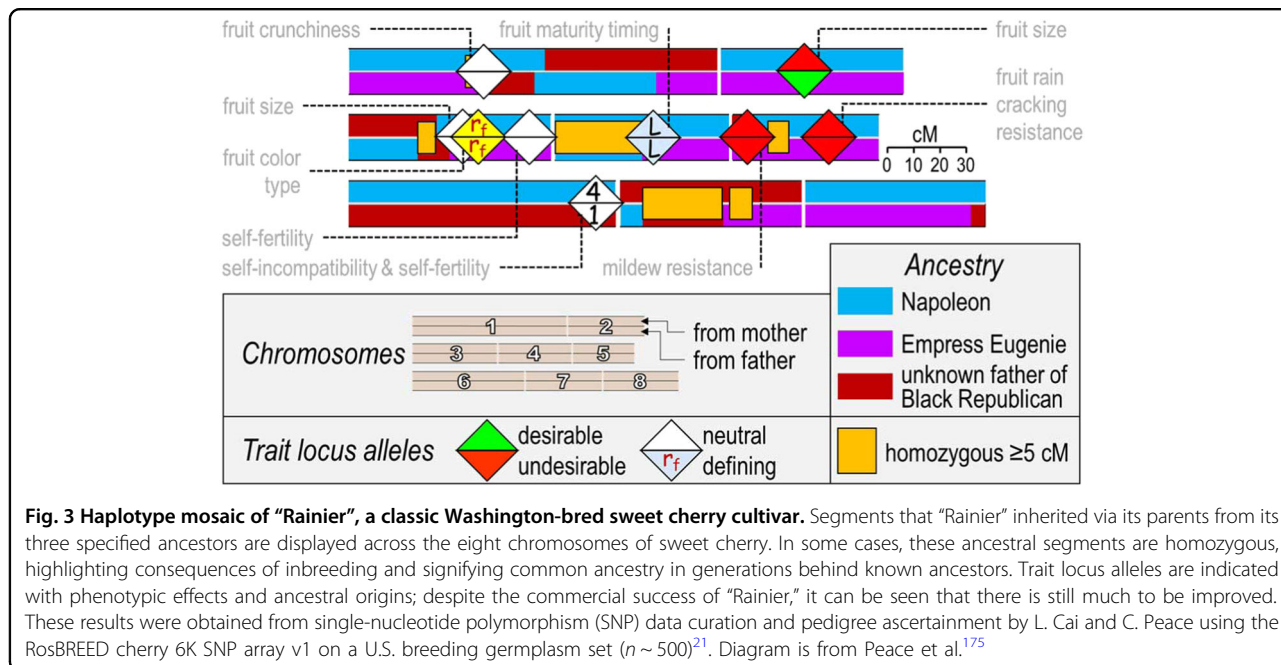 fruit crunchiness
fruit maturity timing
fruit size
fruit rain
cracking
resistance
fruit size
r_f
r_f
L
L
cM
0 10 20 30
fruit color
type
4
1
self-fertility
self-incompatibility & self-fertility
mildew resistance
Chromosomes
1 2
3 4 5
6 7 8
from mother
from father
Ancestry
Napoleon
Empress Eugenie
unknown father of
Black Republican
Trait locus alleles
desirable
undesirable
r_f
neutral
defining
homozygous ≥5 cM
Fig. 3 Haplotype mosaic of “Rainier”, a classic Washington-bred sweet cherry cultivar. Segments that “Rainier” inherited via its parents from its
three specified ancestors are displayed across the eight chromosomes of sweet cherry. In some cases, these ancestral segments are homozygous,
highlighting consequences of inbreeding and signifying common ancestry in generations behind known ancestors. Trait locus alleles are indicated
with phenotypic effects and ancestral origins; despite the commercial success of “Rainier,” it can be seen that there is still much to be improved.
These results were obtained from single-nucleotide polymorphism (SNP) data curation and pedigree ascertainment by L. Cai and C. Peace using the
RosBREED cherry 6K SNP array v1 on a U.S. breeding germplasm set (n ~ 500)21. Diagram is from Peace et al.175